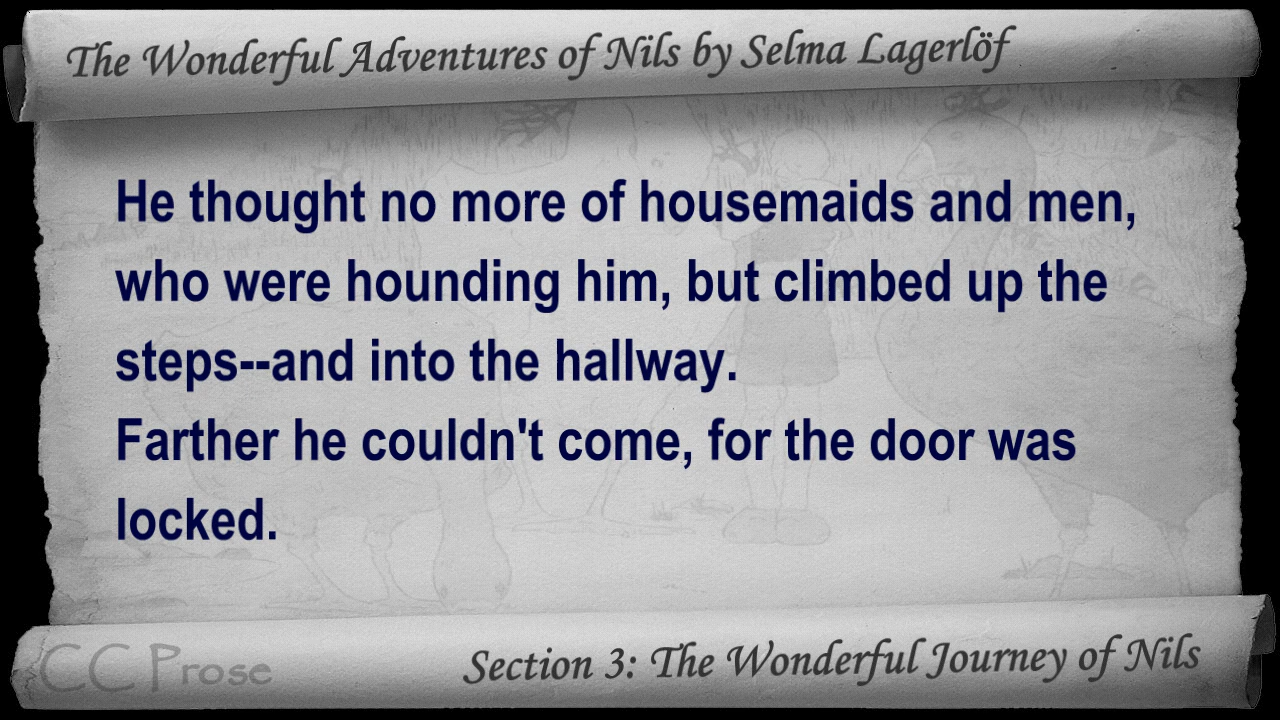 The Wonderful Adventures of Nils by Selma Lagerlöf
He thought no more of housemaids and men,
who were hounding him, but climbed up the
steps--and into the hallway.
Farther he couldn't come, for the door was
locked.
CC Prose
Section 3: The Wonderful Journey of Nils